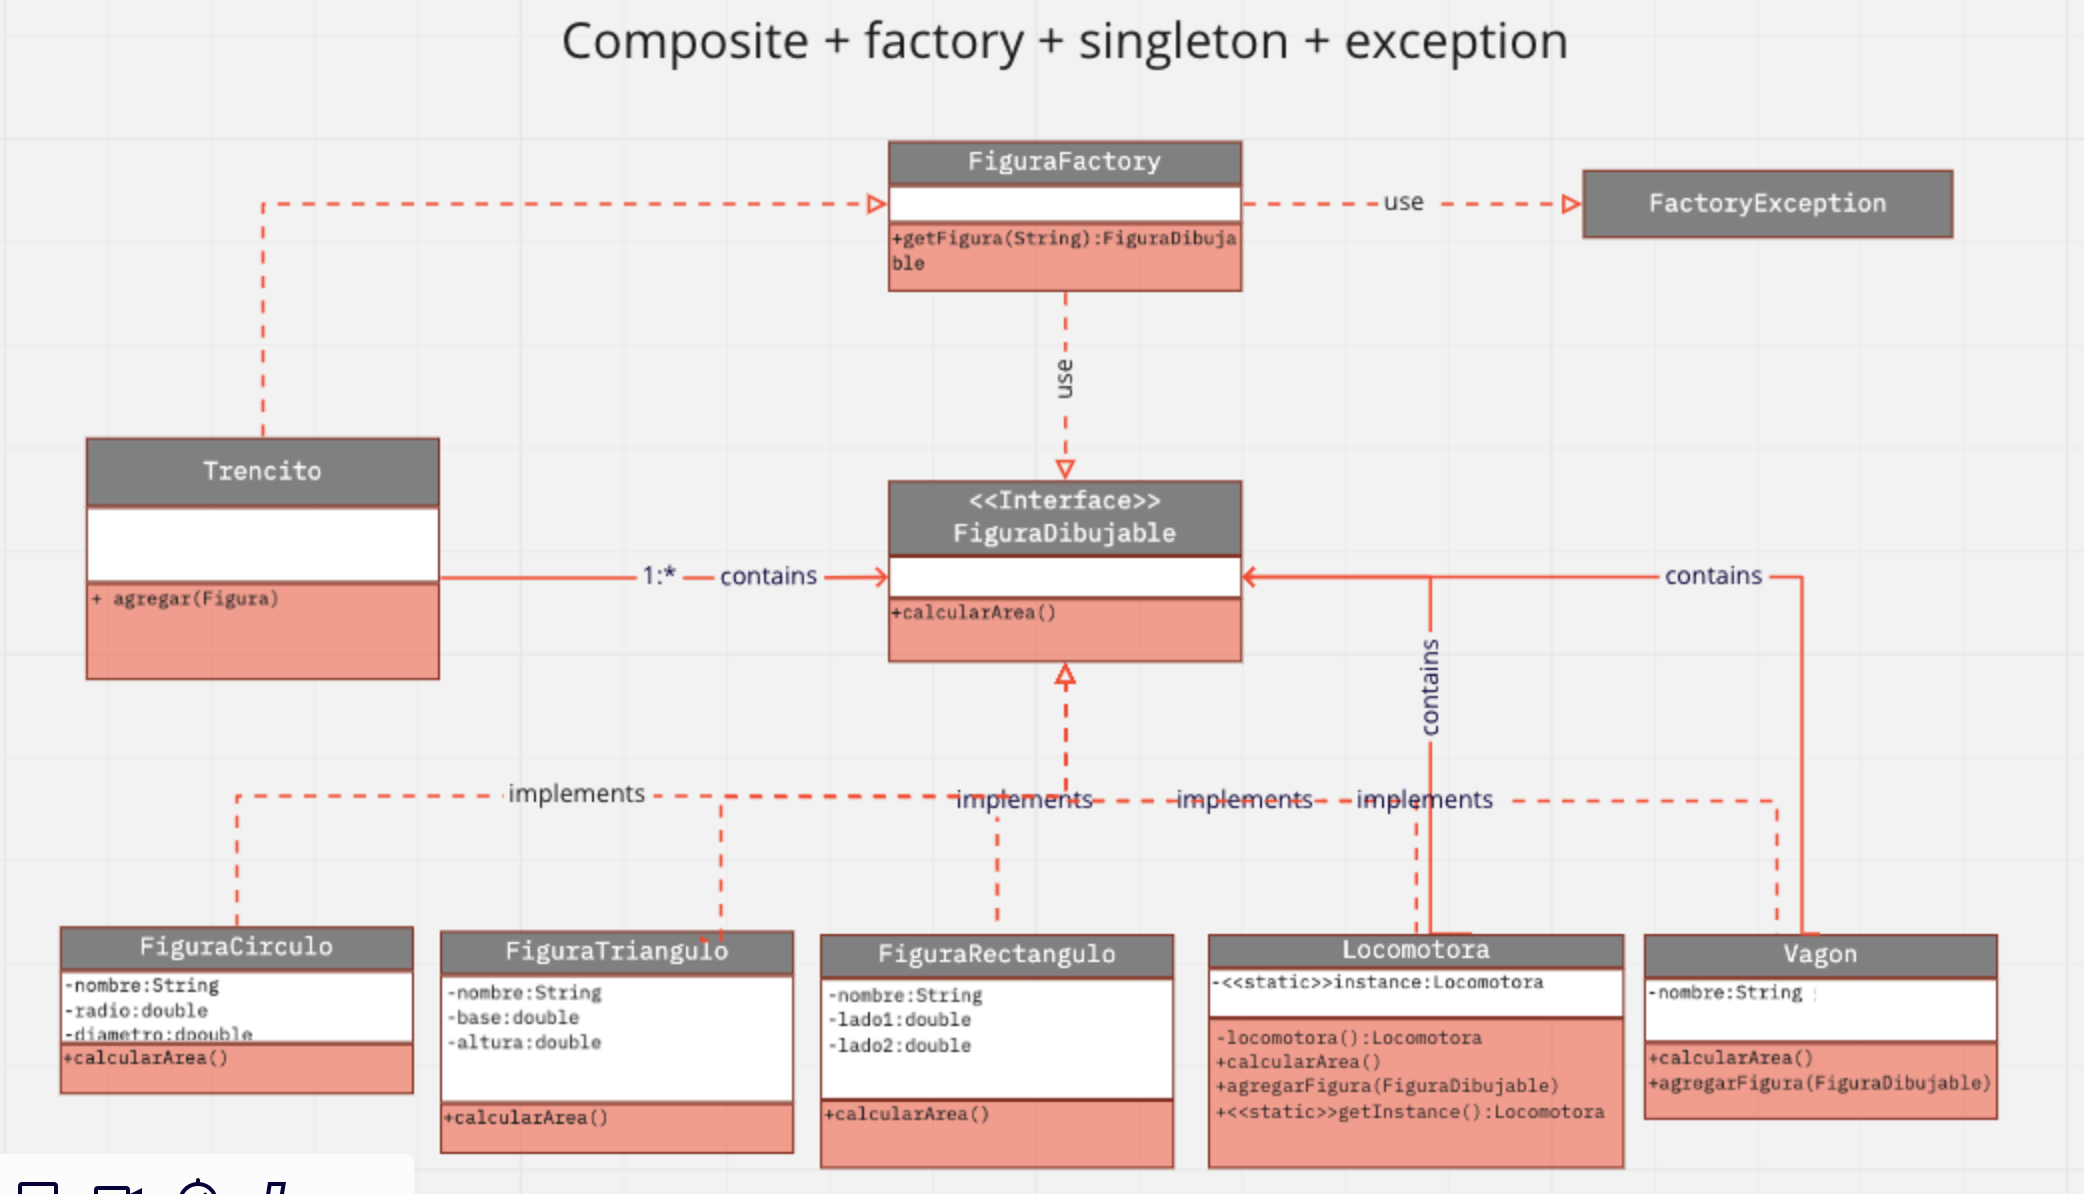 Composite + factory + singleton + exception
FiguraFactory
+getFigura(String):FiguraDibuja
ble
use
FactoryException
use
Trencito
+ agregar(Figura)
1:*
contains
<<Interface>>
FiguraDibujable
+calcularArea()
contains
contains
implements
implements
implements
implements
FiguraCirculo
-nombre:String
-radio:double
-diametro:dpouble
+calcularArea()
FiguraTriangulo
-nombre:String
-base:double
-altura:double
+calcularArea()
FiguraRectangulo
-nombre:String
-lado1:double
-lado2:double
+calcularArea()
Locomotora
-<<static>>instance:Locomotora
-locomotora():Locomotora
+calcularArea()
+agregarFigura(FiguraDibujable)
+<<static>>getInstance():Locomotora
Vagon
-nombre:String
+calcularArea()
+agregarFigura(FiguraDibujable)